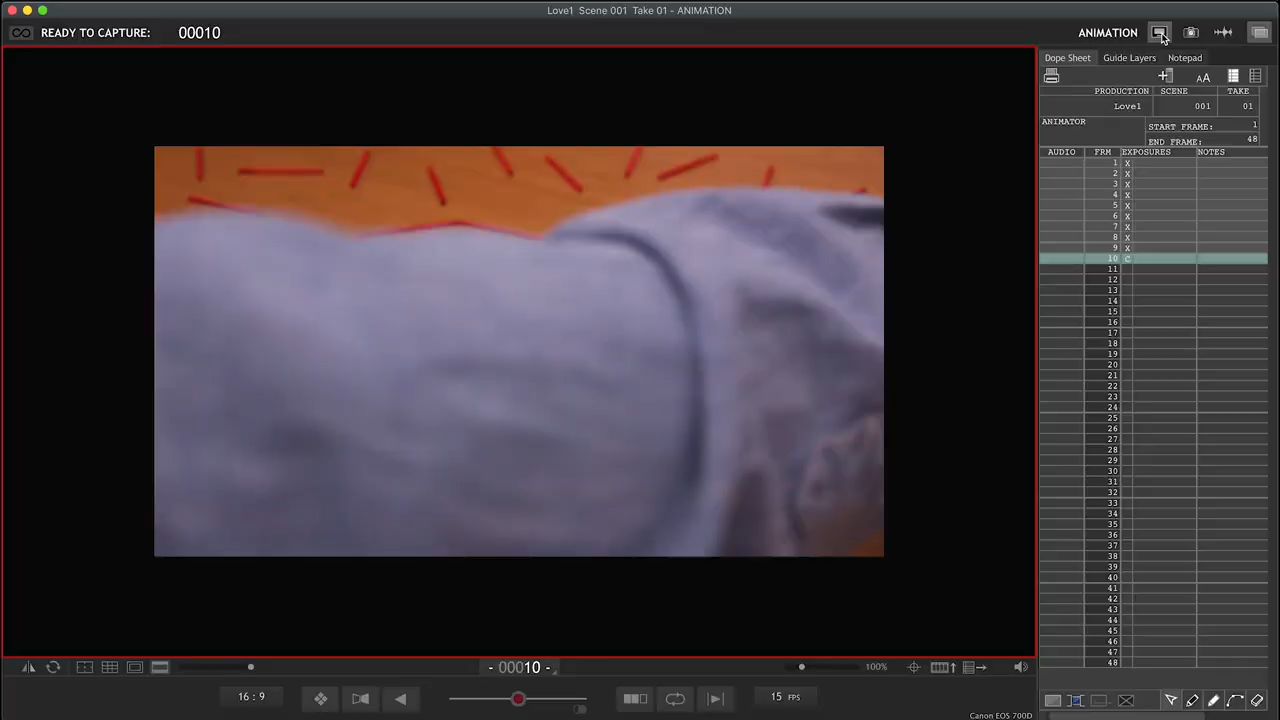 Love1 Scene 001 Take 01 - ANIMATION
READY TO CAPTURE: 00010
ANIMATION
Dope Sheet Guide Layers Notepad
AA
PRODUCTION SCENE TAKE
Love1 001 01
ANIMATOR
START FRAME: 1
END FRAME: 48
AUDIO FRM EXPOSURES NOTES
1 X
2 X
3 X
4 X
5 X
6 X
7 X
8 X
9 X
10 C
11
12
13
14
15
16
17
18
19
20
21
22
23
24
25
26
27
28
29
30
31
32
33
34
35
36
37
38
39
40
41
42
43
44
45
46
47
48
- 00010 -
100%
16 : 9
15 FPS
Canon EOS 700D